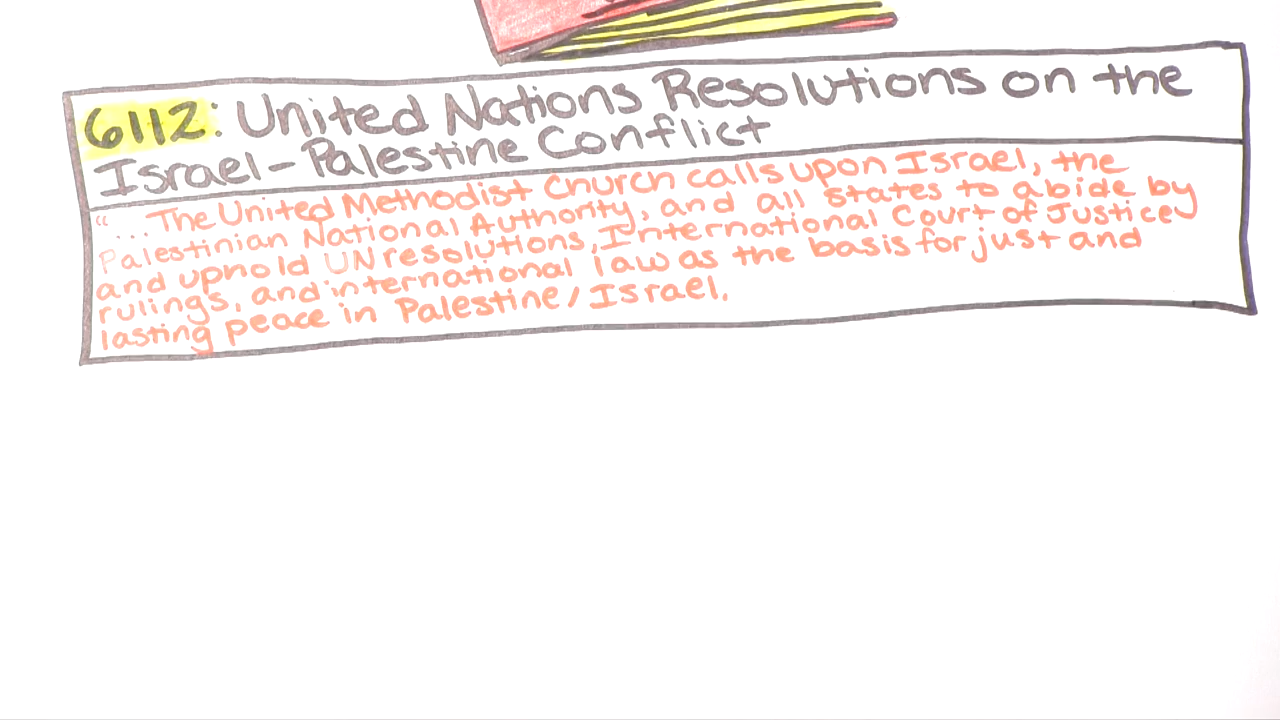 6112: United Nations Resolutions on the
Israel-Palestine Conflict
"...The United Methodist Church calls upon Israel, the
Palestinian National Authority, and all states to abide by
and uphold UN resolutions, International Court of Justice
rulings, and international law as the basis for just and
lasting peace in Palestine/Israel.